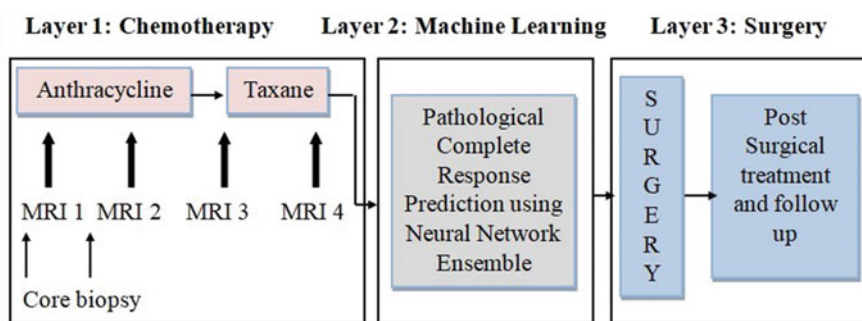 Layer 1: Chemotherapy
Layer 2: Machine Learning
Layer 3: Surgery
Anthracycline
Taxane
MRI 1
MRI 2
MRI 3
MRI 4
Core biopsy
Pathological
Complete
Response
Prediction using
Neural Network
Ensemble
S
U
R
G
E
R
Y
Post
Surgical
treatment
and follow
up